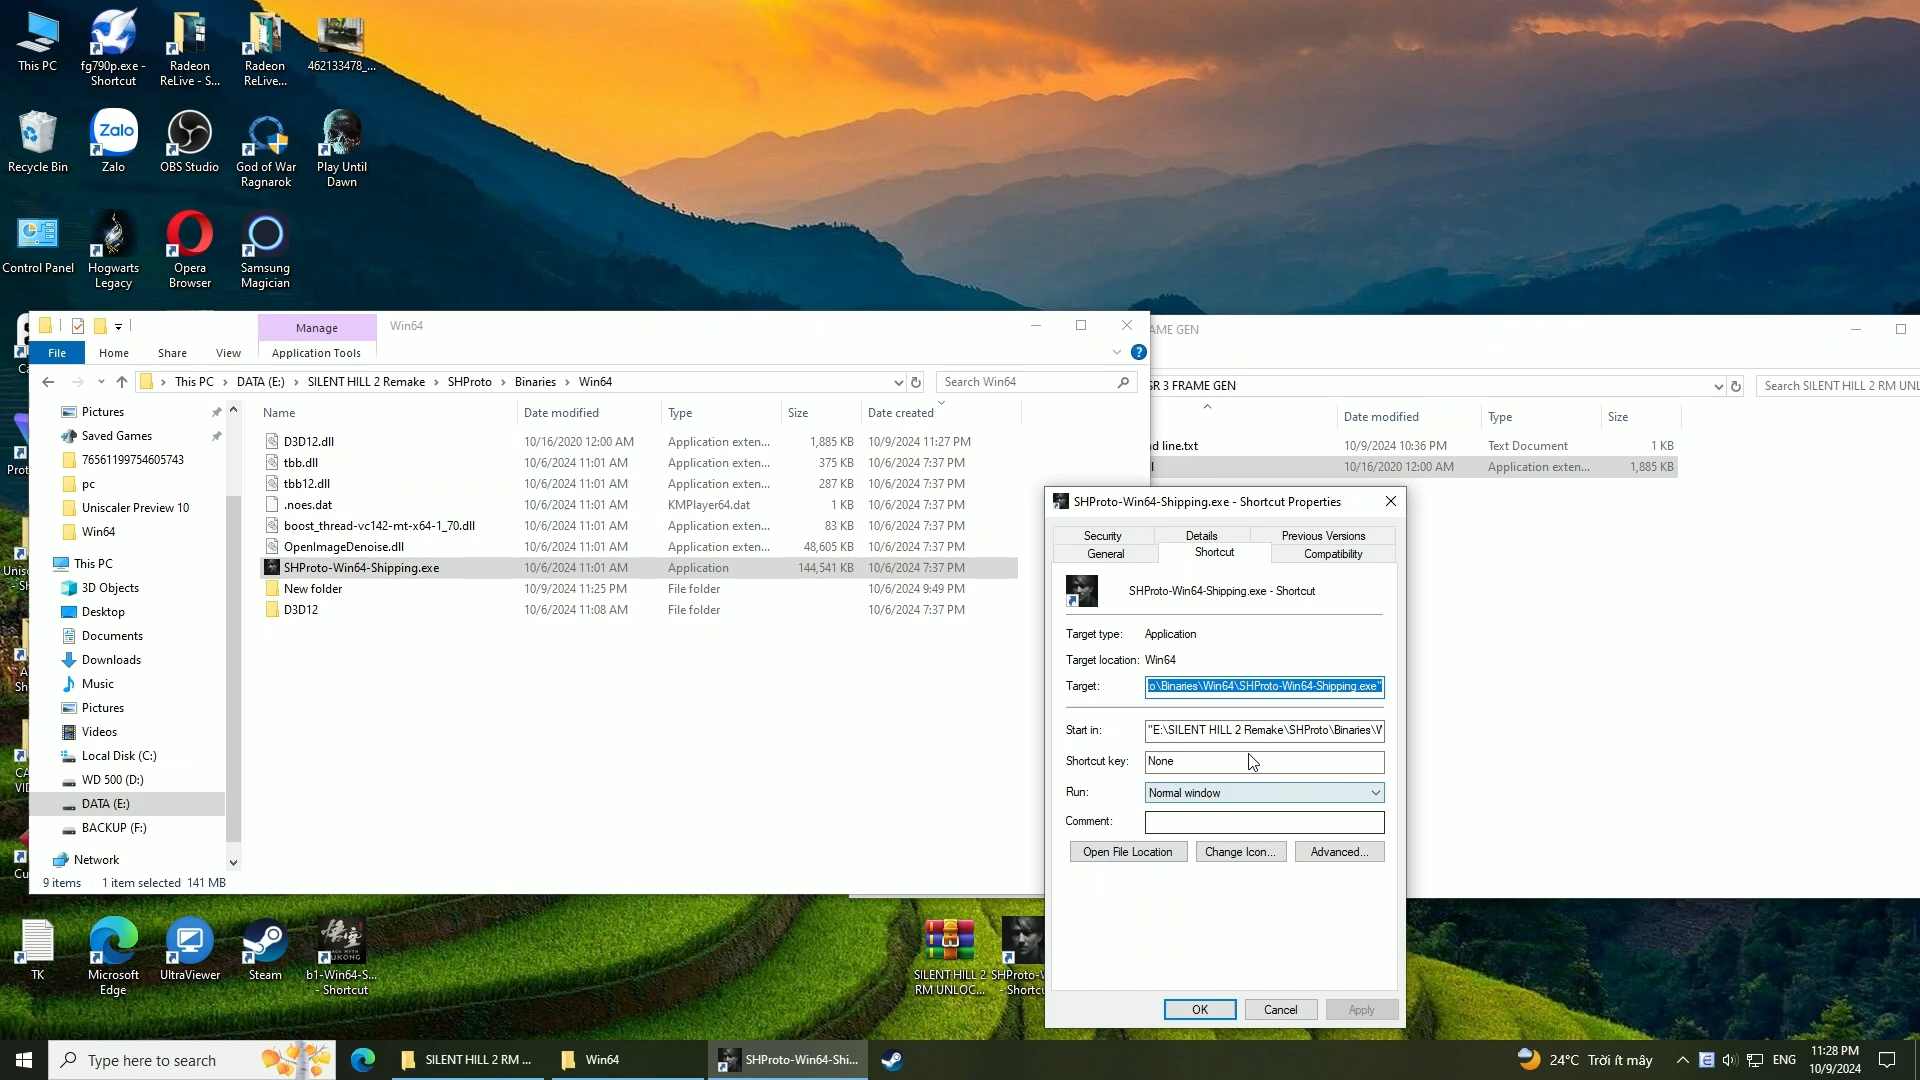 This PC
fg790p.exe -
Shortcut
Radeon
ReLive - S...
Radeon
ReLive...
462133478_...
Recycle Bin
Zalo
Zalo
OBS Studio
God of War
Ragnarok
Play Until
Dawn
Control Panel
Hogwarts
Legacy
Opera
Browser
Samsung
Magician
Manage
Win64
File
Home
Share
View
Application Tools
This PC
DATA (E:)
SILENT HILL 2 Remake
SHProto
Binaries
Win64
Search Win64
Pictures
Saved Games
76561199754605743
pc
Uniscaler Preview 10
Win64
This PC
3D Objects
Desktop
Documents
Downloads
Music
Pictures
Videos
Local Disk (C:)
WD 500 (D:)
DATA (E:)
BACKUP (F:)
Network
Name Date modified Type Size Date created
D3D12.dll 10/16/2020 12:00 AM Application exten... 1,885 KB 10/9/2024 11:27 PM
tbb.dll 10/6/2024 11:01 AM Application exten... 375 KB 10/6/2024 7:37 PM
tbb12.dll 10/6/2024 11:01 AM Application exten... 287 KB 10/6/2024 7:37 PM
.noes.dat 10/6/2024 11:01 AM KMPlayer64.dat 1 KB 10/6/2024 7:37 PM
boost_thread-vc142-mt-x64-1_70.dll 10/6/2024 11:01 AM Application exten... 83 KB 10/6/2024 7:37 PM
OpenImageDenoise.dll 10/6/2024 11:01 AM Application exten... 48,605 KB 10/6/2024 7:37 PM
SHProto-Win64-Shipping.exe 10/6/2024 11:01 AM Application 144,541 KB 10/6/2024 7:37 PM
New folder 10/9/2024 11:25 PM File folder 10/6/2024 9:49 PM
D3D12 10/6/2024 11:08 AM File folder 10/6/2024 7:37 PM
9 items 1 item selected 141 MB
AME GEN
SR 3 FRAME GEN
Search SILENT HILL 2 RM UNL
Date modified Type Size
nd line.txt 10/9/2024 10:36 PM Text Document 1 KB
10/16/2020 12:00 AM Application exten... 1,885 KB
SHProto-Win64-Shipping.exe - Shortcut Properties
Security Details Previous Versions
General Shortcut Compatibility
SHProto-Win64-Shipping.exe - Shortcut
Target type: Application
Target location: Win64
Target: to\Binaries\Win64\SHProto-Win64-Shipping.exe"
Start in: "E:\SILENT HILL 2 Remake\SHProto\Binaries\W
Shortcut key: None
Run: Normal window
Comment:
Open File Location Change Icon... Advanced...
OK Cancel Apply
Ca
Prot
Unisc
- Sh
A
Sh
CA
VID
Cu
TK
Microsoft
Edge
UltraViewer
Steam
b1-Win64-S...
- Shortcut
SILENT HILL 2
RM UNLOC...
SHProto-W
- Shortcu
Type here to search
SILENT HILL 2 RM ...
Win64
SHProto-Win64-Shi...
24°C Trời ít mây
ENG
11:28 PM
10/9/2024